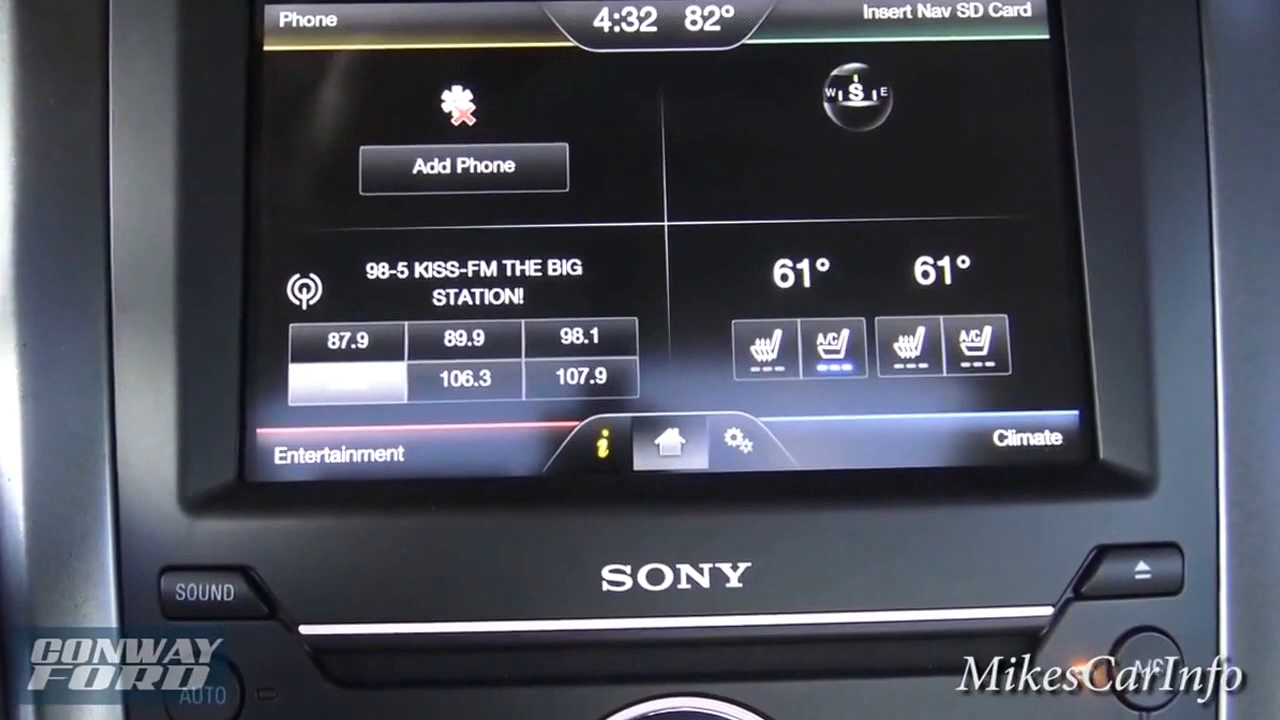 Phone
4:32 82°
Insert Nav SD Card
W S E
Add Phone
98-5 KISS-FM THE BIG
STATION!
87.9 89.9 98.1
106.3 107.9
61° 61°
A/C A/C
Entertainment
i
Climate
SONY
SOUND
CONWAY
FORD
AUTO
MikesCarInfo